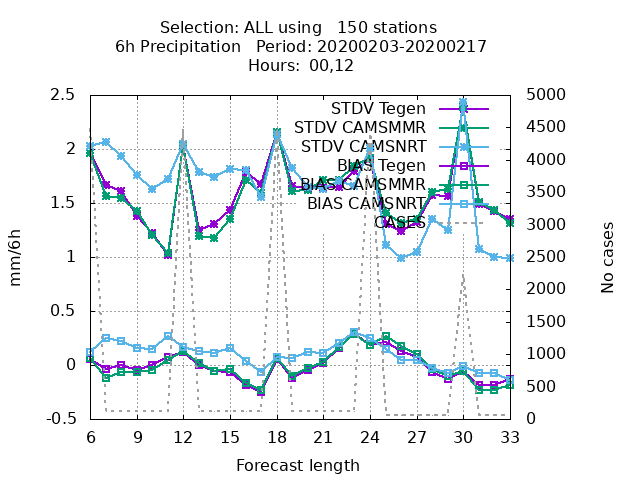 Selection: ALL using   150 stations
6h Precipitation   Period: 20200203-20200217
Hours:  00,12
2.5
2
1.5
1
0.5
0
-0.5
mm/6h
5000
4500
4000
3500
3000
2500
2000
1500
1000
500
0
No cases
STDV Tegen
STDV CAMSMMR
STDV CAMSNRT
BIAS Tegen
BIAS CAMSMMR
BIAS CAMSNRT
CASES
6 9 12 15 18 21 24 27 30 33
Forecast length